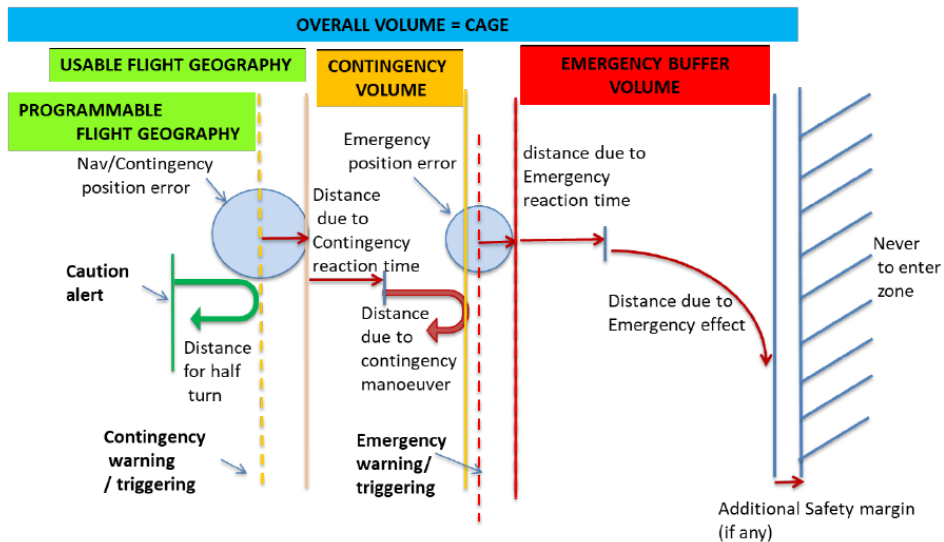 OVERALL VOLUME = CAGE
USABLE FLIGHT GEOGRAPHY
CONTINGENCY
VOLUME
EMERGENCY BUFFER
VOLUME
PROGRAMMABLE
FLIGHT GEOGRAPHY
Nav/Contingency
position error
Emergency
position error
distance due to
Emergency
reaction time
Distance
due to
Contingency
reaction time
Caution
alert
Distance
for half
turn
Distance
due to
contingency
manoeuver
Distance due to
Emergency effect
Never
to enter
zone
Contingency
warning
/ triggering
Emergency
warning/
triggering
Additional Safety margin
(if any)